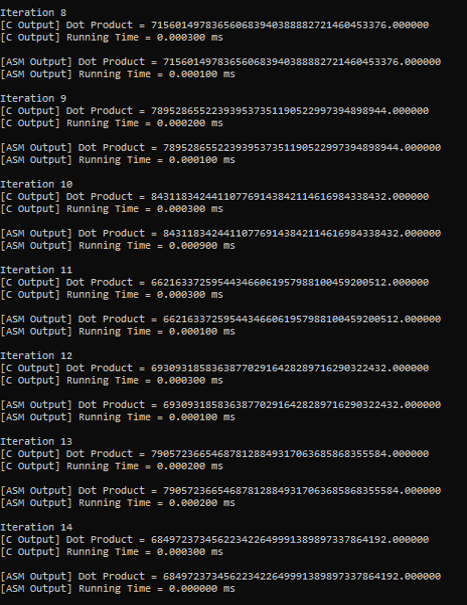 Iteration 8
[C Output] Dot Product = 71560149783656068394038888272146045​3376.000000
[C Output] Running Time = 0.000300 ms
[ASM Output] Dot Product = 715601497836560683940388882721460453376.000000
[ASM Output] Running Time = 0.000100 ms
Iteration 9
[C Output] Dot Product = 789528655223939537351190522997394898944.000000
[C Output] Running Time = 0.000200 ms
[ASM Output] Dot Product = 789528655223939537351190522997394898944.000000
[ASM Output] Running Time = 0.000100 ms
Iteration 10
[C Output] Dot Product = 843118342441107769143842114616984338432.000000
[C Output] Running Time = 0.000300 ms
[ASM Output] Dot Product = 843118342441107769143842114616984338432.000000
[ASM Output] Running Time = 0.000900 ms
Iteration 11
[C Output] Dot Product = 662163372595443466061957988100459200512.000000
[C Output] Running Time = 0.000300 ms
[ASM Output] Dot Product = 662163372595443466061957988100459200512.000000
[ASM Output] Running Time = 0.000100 ms
Iteration 12
[C Output] Dot Product = 693093185836387702916428289716290322432.000000
[C Output] Running Time = 0.000300 ms
[ASM Output] Dot Product = 693093185836387702916428289716290322432.000000
[ASM Output] Running Time = 0.000100 ms
Iteration 13
[C Output] Dot Product = 790572366546878128849317063685868355584.000000
[C Output] Running Time = 0.000200 ms
[ASM Output] Dot Product = 790572366546878128849317063685868355584.000000
[ASM Output] Running Time = 0.000200 ms
Iteration 14
[C Output] Dot Product = 684972373456223422649991389897337864192.000000
[C Output] Running Time = 0.000300 ms
[ASM Output] Dot Product = 684972373456223422649991389897337864192.000000
[ASM Output] Running Time = 0.000000 ms